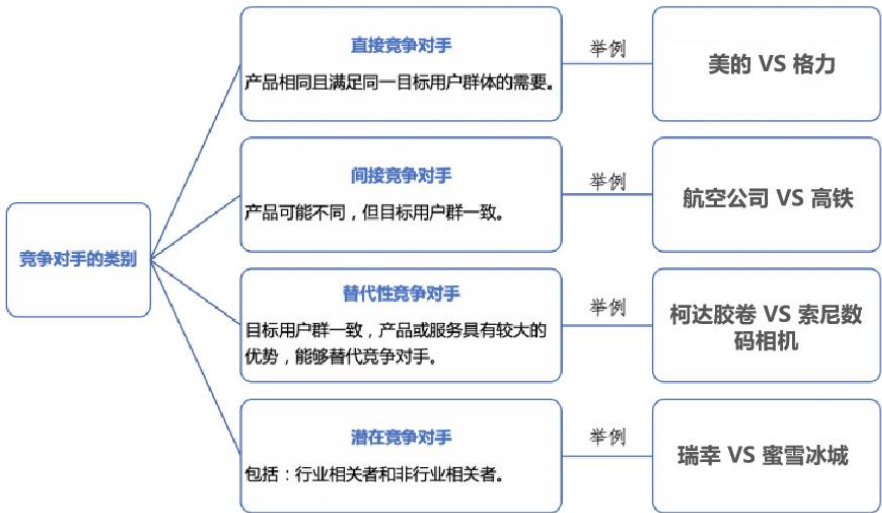 竞争对手的类别
直接竞争对手
产品相同且满足同一目标用户群体的需要。
举例
美的 VS 格力
间接竞争对手
产品可能不同，但目标用户群一致。
举例
航空公司 VS 高铁
替代性竞争对手
目标用户群一致，产品或服务具有较大的
优势，能够替代竞争对手。
举例
柯达胶卷 VS 索尼数
码相机
潜在竞争对手
包括：行业相关者和非行业相关者。
举例
瑞幸 VS 蜜雪冰城